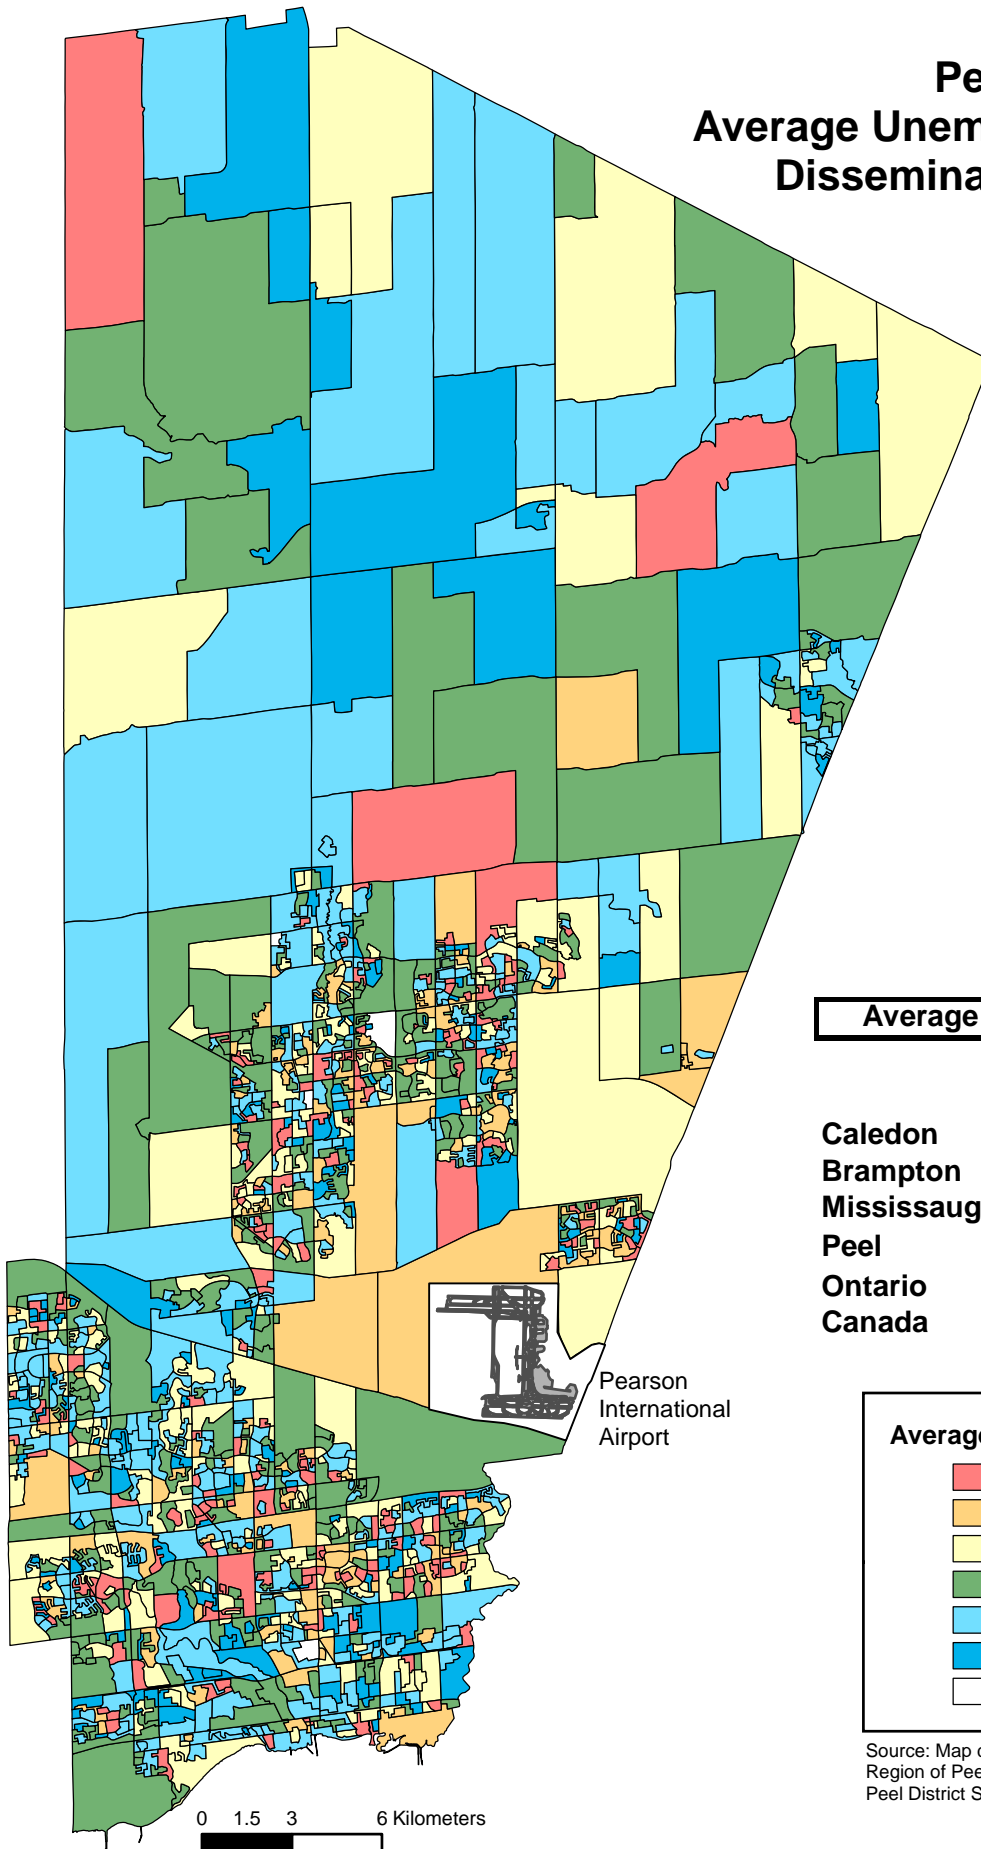 Pe
Average Unem
Dissemina
Average
Caledon
Brampton
Mississaug
Peel
Ontario
Canada
Pearson
International
Airport
Average
Source: Map c
Region of Pee
Peel District S
0 1.5 3 6 Kilometers